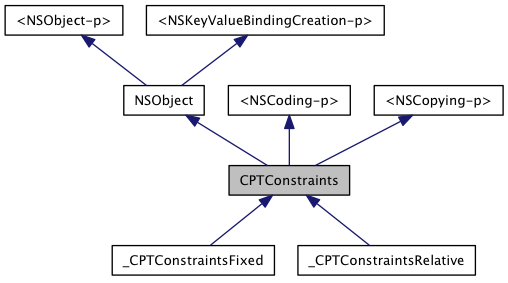 <NSObject-p>
<NSKeyValueBindingCreation-p>
NSObject
<NSCoding-p>
<NSCopying-p>
CPTConstraints
_CPTConstraintsFixed
_CPTConstraintsRelative